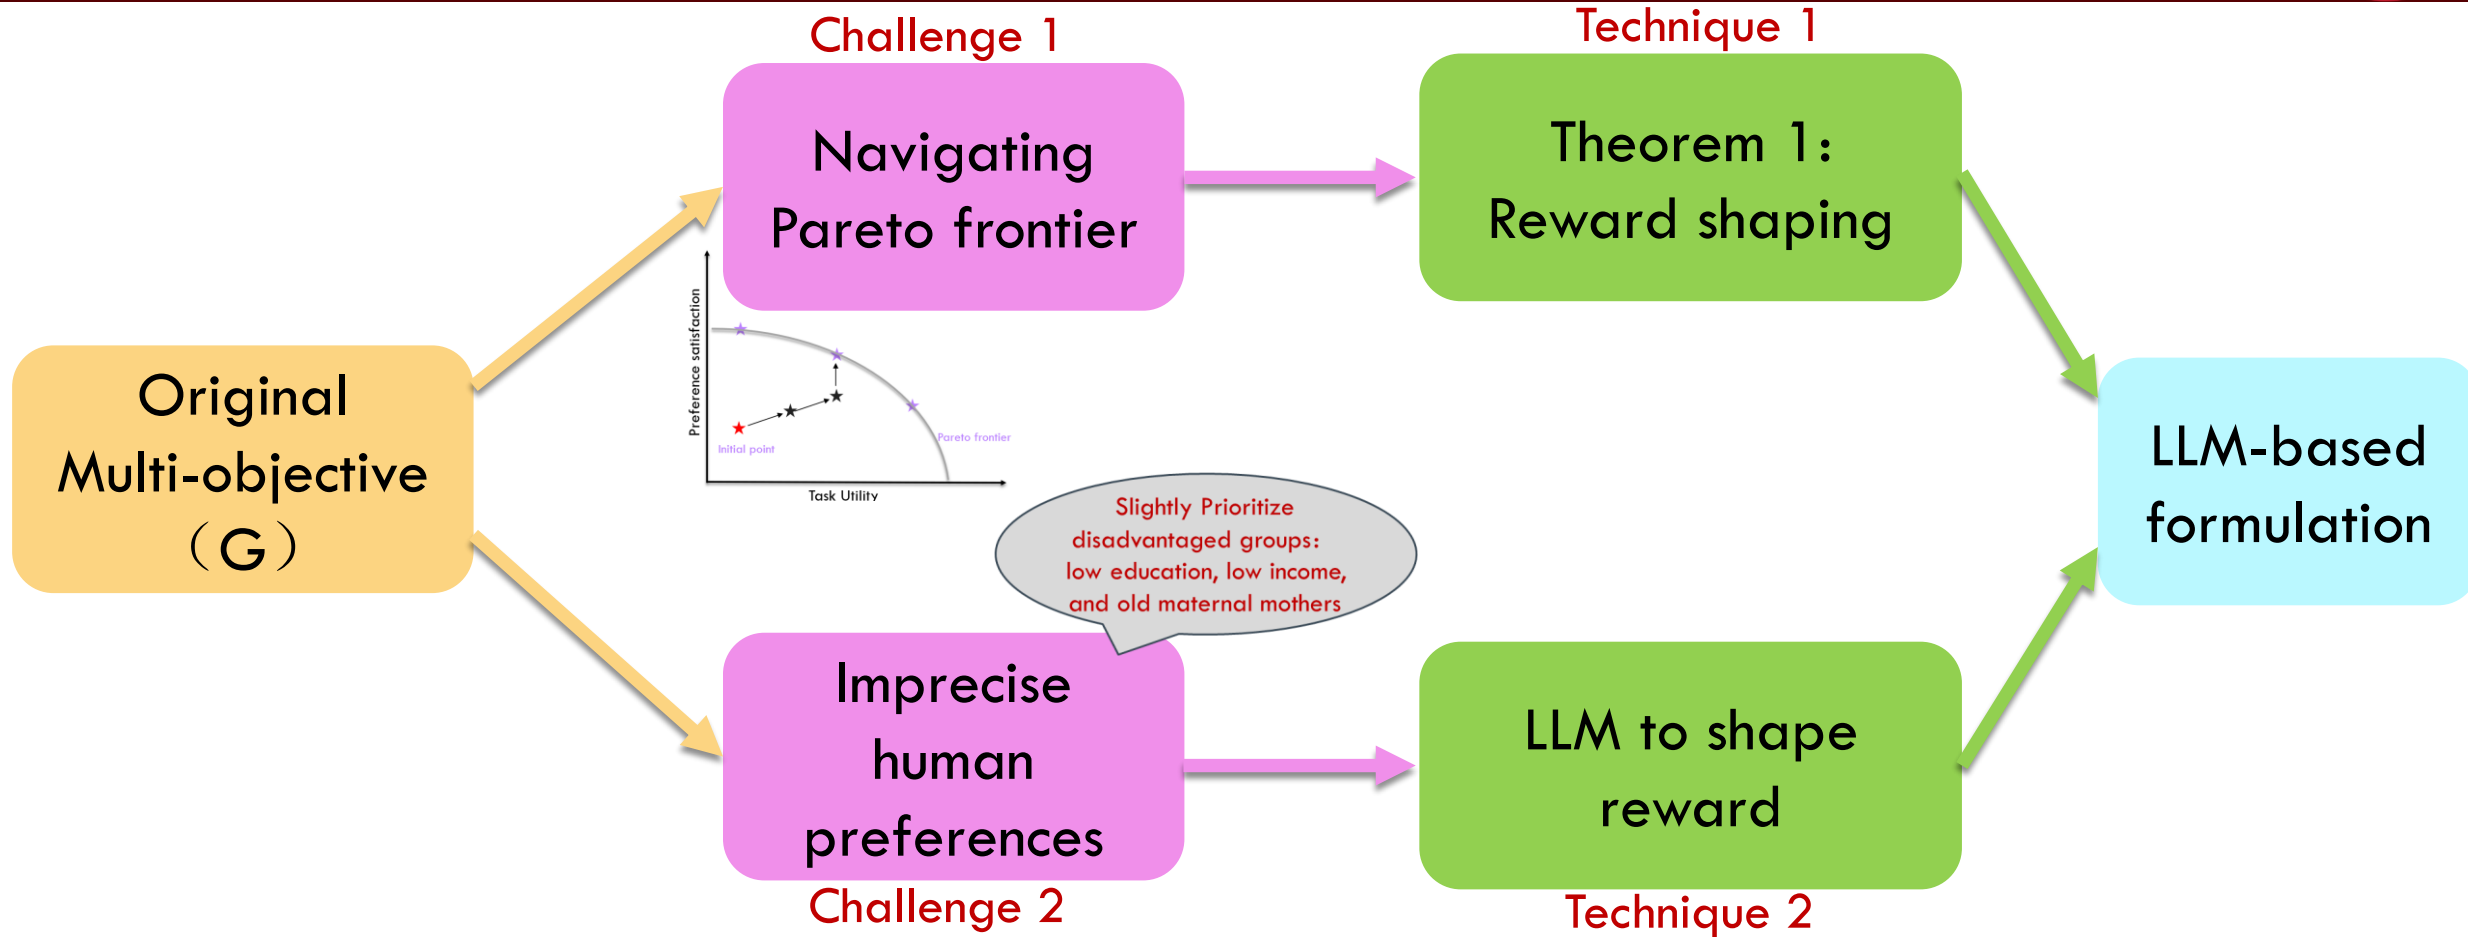 Challenge 1
Technique 1
Navigating
Pareto frontier
Theorem 1:
Reward shaping
Preference satisfaction
Initial point
Pareto frontier
Task Utility
Original
Multi-objective
（G）
Slightly Prioritize
disadvantaged groups:
low education, low income,
and old maternal mothers
LLM-based
formulation
Imprecise
human
preferences
LLM to shape
reward
Challenge 2
Technique 2